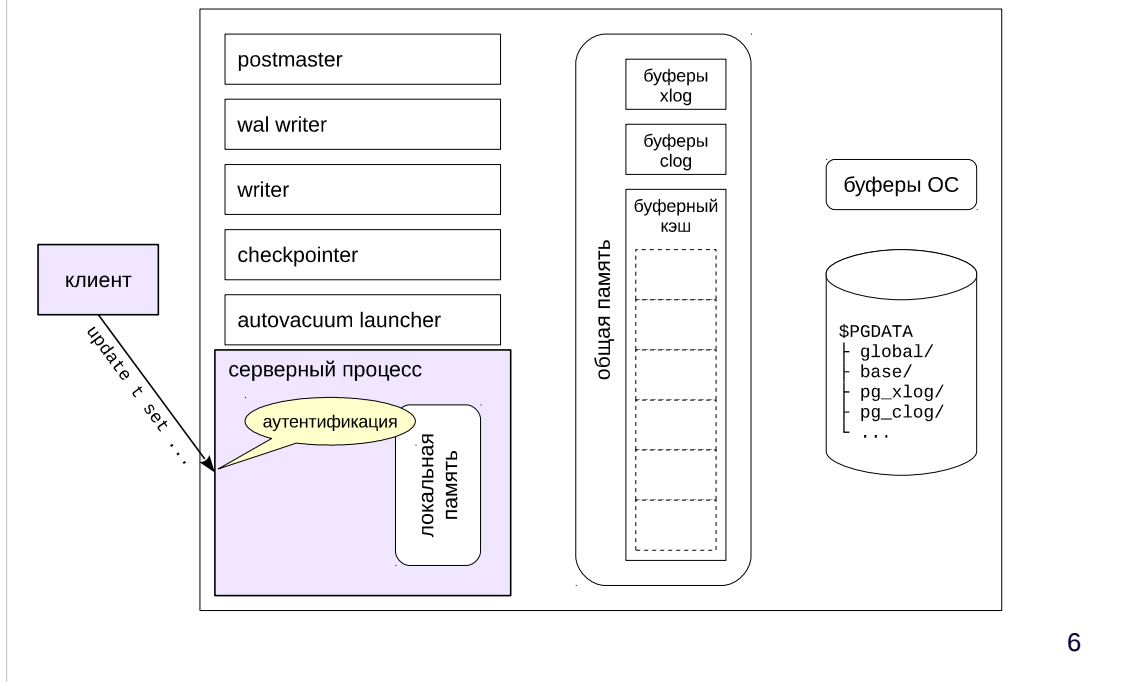 postmaster
wal writer
writer
checkpointer
autovacuum launcher
клиент
update t set ...
серверный процесс
аутентификация
локальная
память
общая память
буферы
xlog
буферы
clog
буферный
кэш
буферы ОС
$PGDATA
global/
base/
pg_xlog/
pg_clog/
...
6